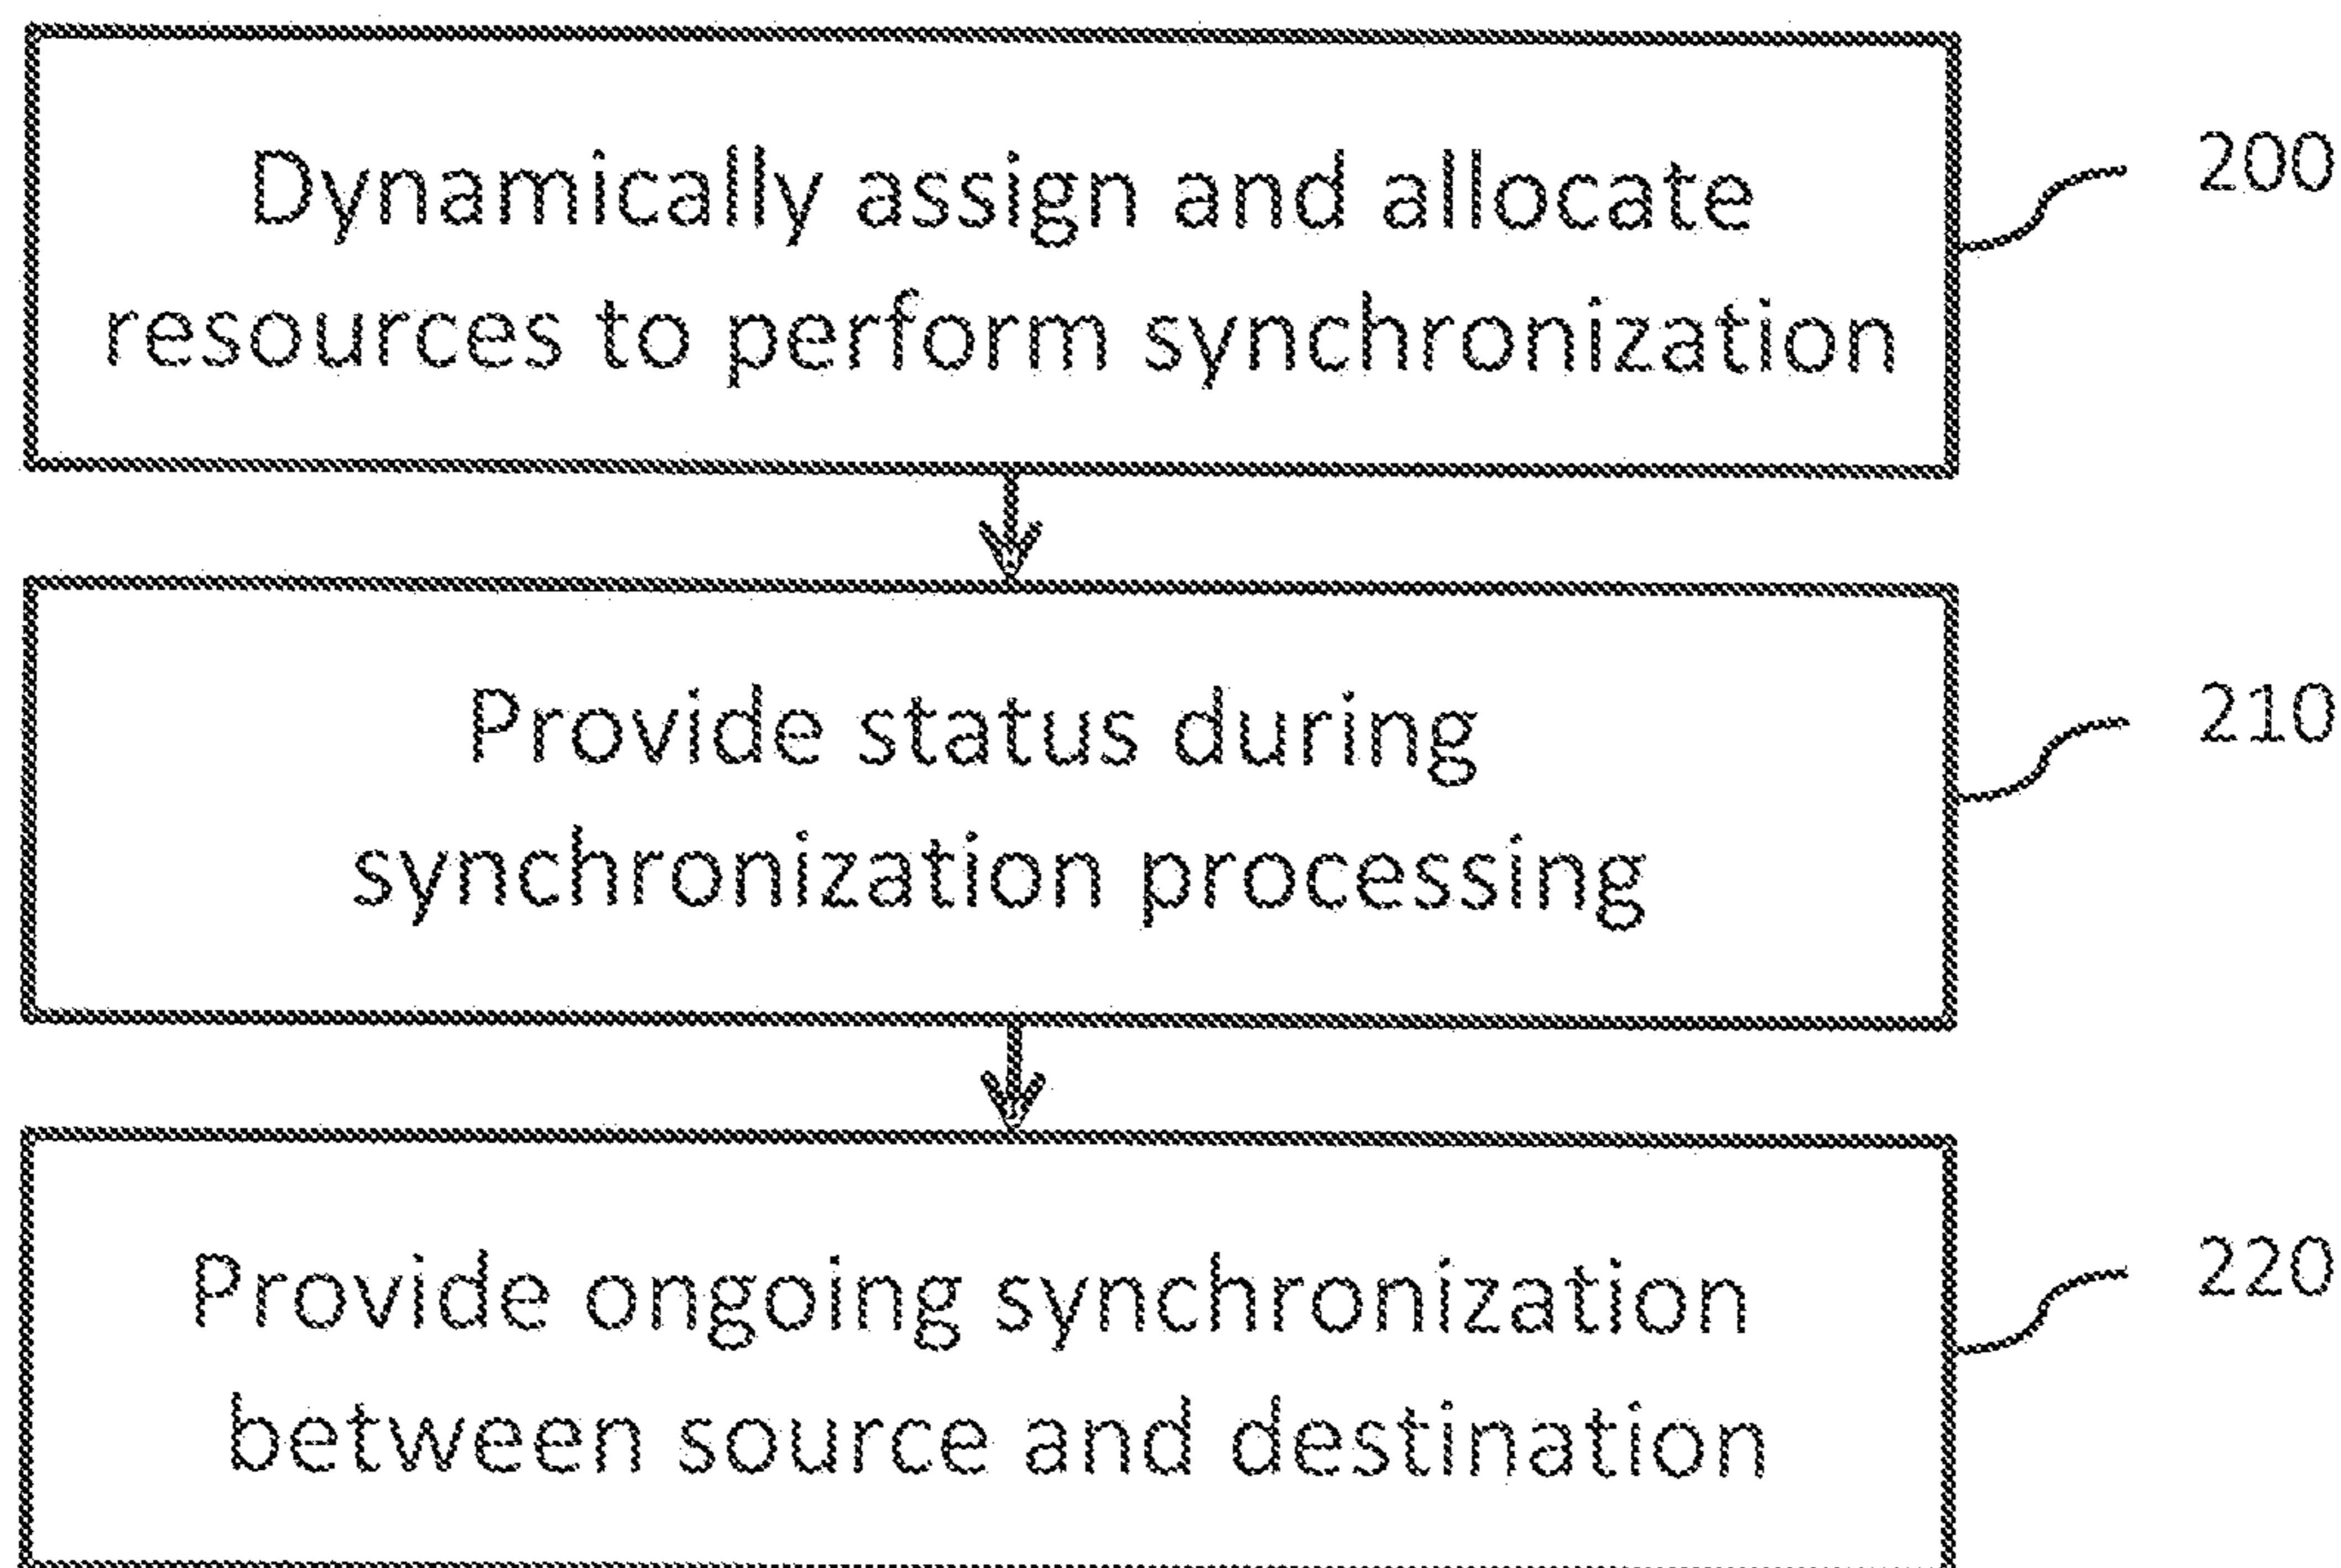 Dynamically assign and allocate
resources to perform synchronization
200
Provide status during
synchronization processing
210
Provide ongoing synchronization
between source and destination
220